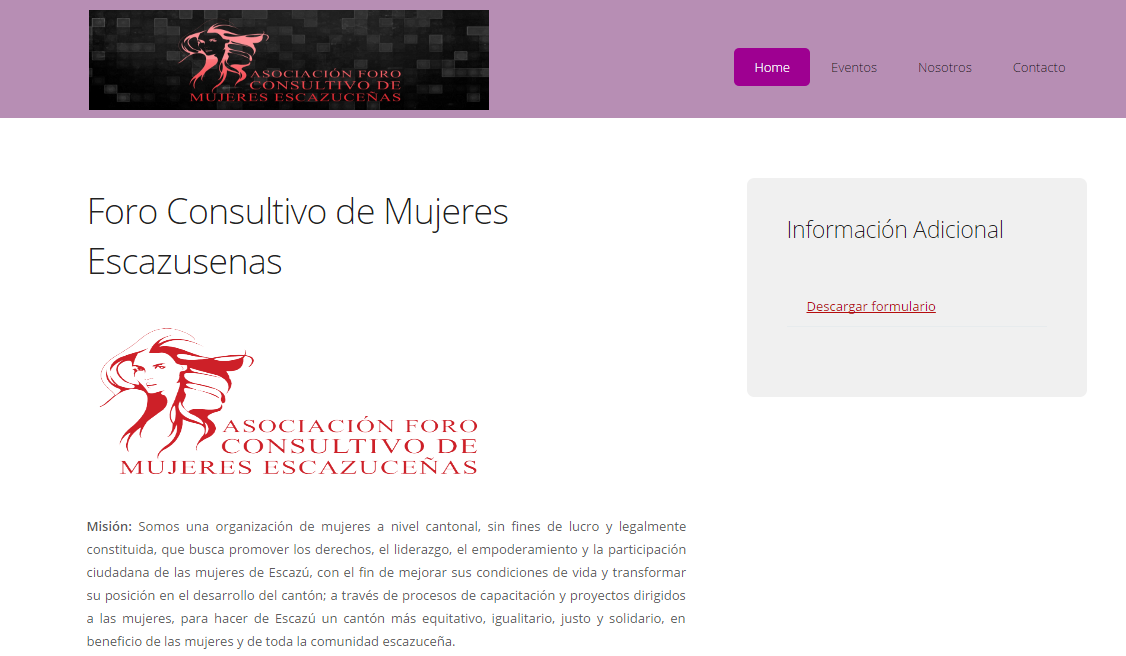 ASOCIACIÓN FORO
CONSULTIVO DE
MUJERES ESCAZUCEÑAS
Home
Eventos
Nosotros
Contacto
Foro Consultivo de Mujeres
Escazusenas
ASOCIACIÓN FORO
CONSULTIVO DE
MUJERES ESCAZUCEÑAS
Misión: Somos una organización de mujeres a nivel cantonal, sin fines de lucro y legalmente
constituida, que busca promover los derechos, el liderazgo, el empoderamiento y la participación
ciudadana de las mujeres de Escazú, con el fin de mejorar sus condiciones de vida y transformar
su posición en el desarrollo del cantón; a través de procesos de capacitación y proyectos dirigidos
a las mujeres, para hacer de Escazú un cantón más equitativo, igualitario, justo y solidario, en
beneficio de las mujeres y de toda la comunidad escazuceña.
Información Adicional
Descargar formulario